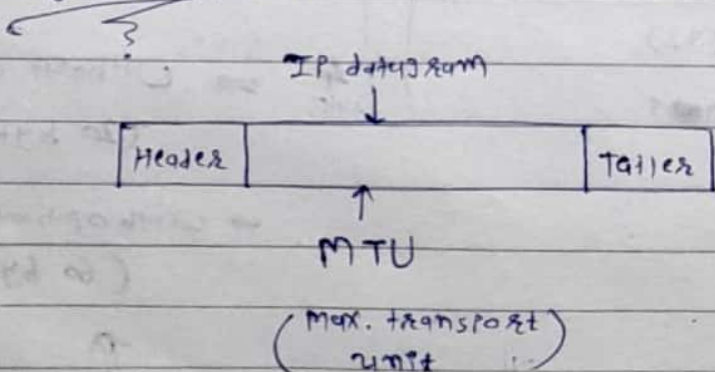 IP datagram
Header
Tailer
MTU
(Max. transport
unit)